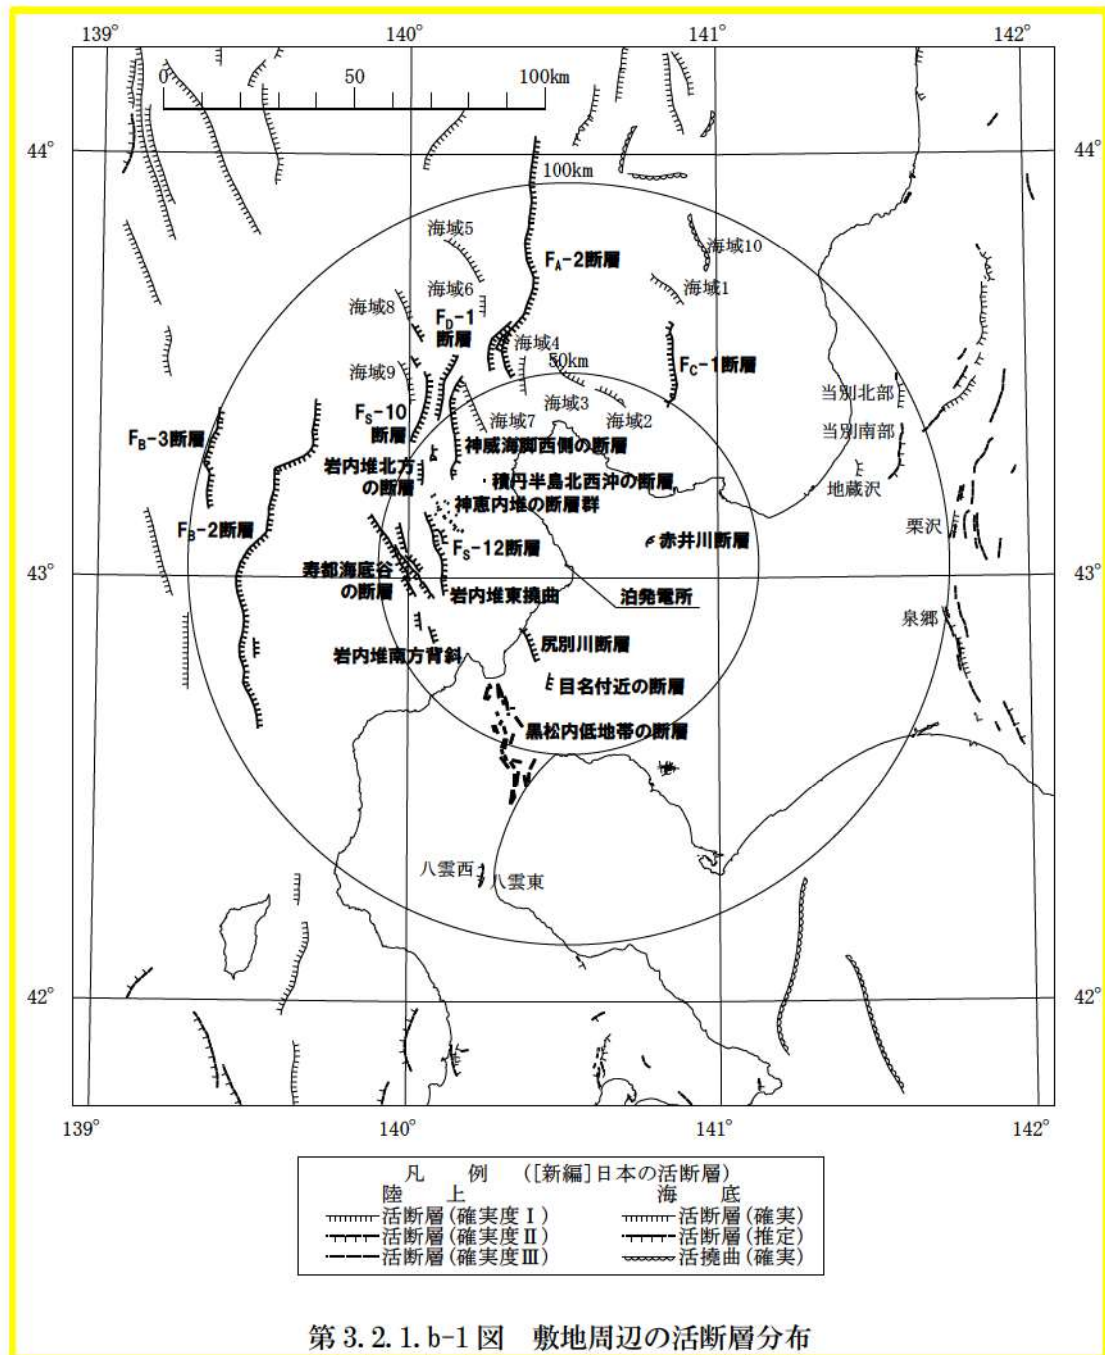 139° 140° 141° 142°
0 50 100km
44° 44°
100km
海域5
海域10
F_A-2断層
海域6
海域1
海域8
F_D-1
断層
海域4
50km
F_C-1断層
海域9
当別北部
海域3
F_S-10
断層
海域7
海域2
当別南部
F_B-3断層
神威海脚西側の断層
岩内堆北方
の断層
積丹半島北西沖の断層
地蔵沢
神恵内堆の断層群
栗沢
F_B-2断層
F_S-12断層
赤井川断層
43° 43°
寿都海底谷
の断層
岩内堆東撓曲
泊発電所
泉郷
尻別川断層
岩内堆南方背斜
目名付近の断層
黒松内低地帯の断層
八雲西
八雲東
42° 42°
139° 140° 141° 142°
凡 例 ([新編]日本の活断層)
陸 上 海 底
活断層(確実度Ⅰ) 活断層(確実)
活断層(確実度Ⅱ) 活断層(推定)
活断層(確実度Ⅲ) 活撓曲(確実)
第3.2.1.b-1図 敷地周辺の活断層分布